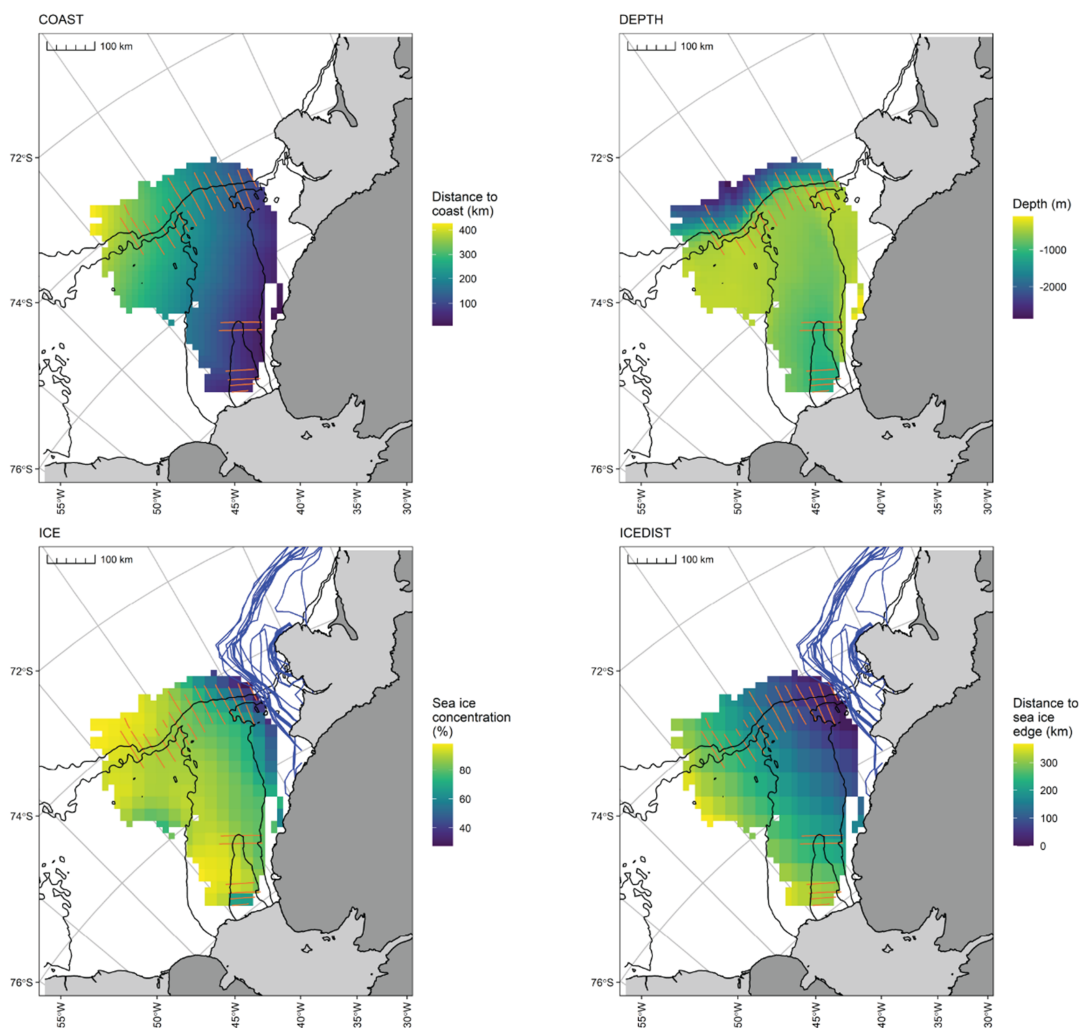 COAST
100 km
72°S
74°S
76°S
55°W
50°W
45°W
40°W
35°W
30°W
Distance to
coast (km)
400
300
200
100
DEPTH
100 km
72°S
74°S
76°S
55°W
50°W
45°W
40°W
35°W
30°W
Depth (m)
-1000
-2000
ICE
100 km
72°S
74°S
76°S
55°W
50°W
45°W
40°W
35°W
30°W
Sea ice
concentration
(%)
80
60
40
ICEDIST
100 km
72°S
74°S
76°S
55°W
50°W
45°W
40°W
35°W
30°W
Distance to
sea ice
edge (km)
300
200
100
0